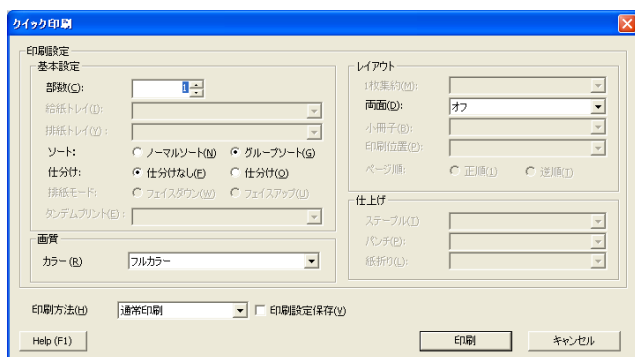 クイック印刷
印刷設定
基本設定
部数(C): 1
給紙トレイ(T):
排紙トレイ(Y) :
ソート: ノーマルソート(N) グループソート(G)
仕分け: 仕分けなし(F) 仕分け(O)
排紙モード: フェイスダウン(W) フェイスアップ(U)
タンデムプリント(E) :
画質
カラー (R) フルカラー
レイアウト
1枚集約(M):
両面(D): オフ
小冊子(B):
印刷位置(P):
ページ順: 正順(1) 逆順(T)
仕上げ
ステープル(I)
パンチ(P):
紙折り(L):
印刷方法(H) 通常印刷 印刷設定保存(V)
Help (F1) 印刷 キャンセル